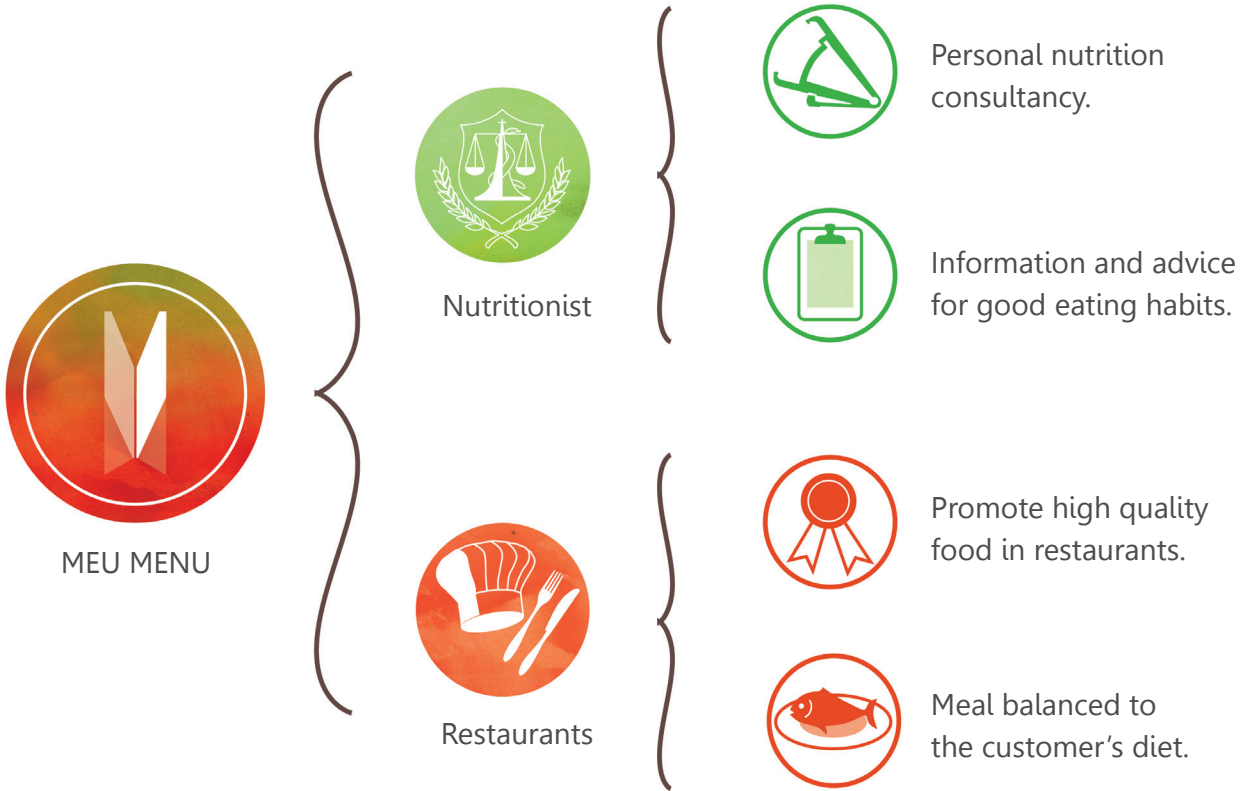 MEU MENU
Nutritionist
Personal nutrition
consultancy.
Information and advice
for good eating habits.
Restaurants
Promote high quality
food in restaurants.
Meal balanced to
the customer’s diet.